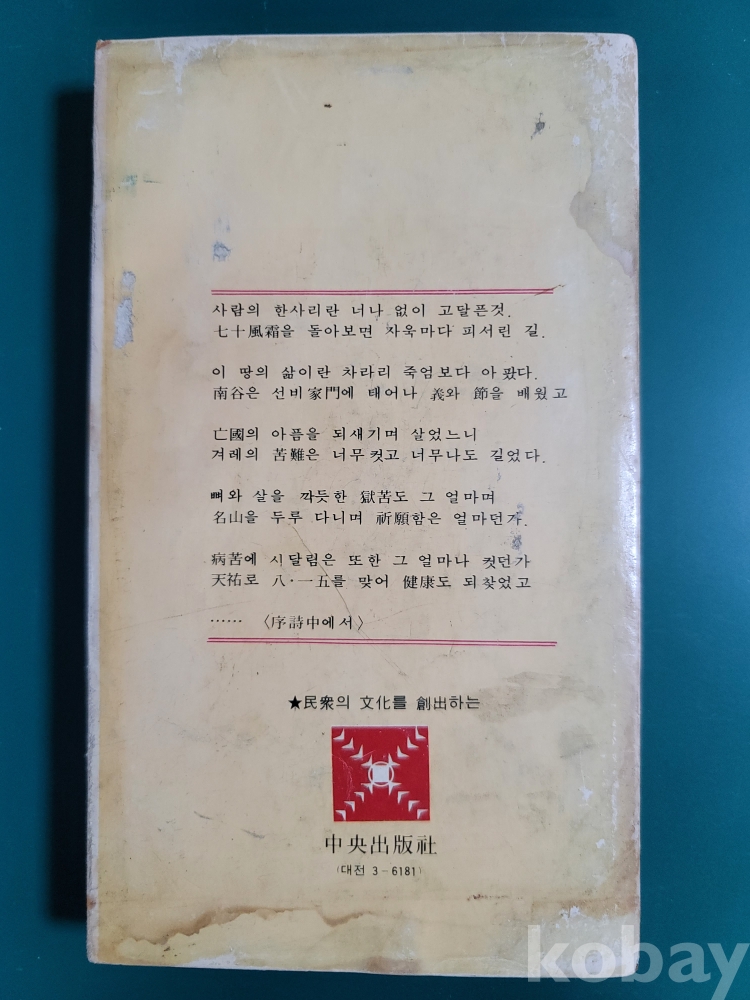 사람의 한사리란 너나 없이 고달픈것.
七十風霜을 돌아보면 자욱마다 피서린 길.
이 땅의 삶이란 차라리 죽엄보다 아팠다.
南谷은 선비家門에 태어나 義와 節을 배웠고
亡國의 아픔을 되새기며 살었느니
겨레의 苦難은 너무컷고 너무나도 길었다.
뼈와 살을 깍듯한 獄苦도 그 얼마며
名山을 두루 다니며 祈願함은 얼마던가.
病苦에 시달림은 또한 그 얼마나 컷던가
天祐로 八·一五를 맞어 健康도 되찾었고
…… 〈序詩中에서〉
★民衆의 文化를 創出하는
中央出版社
(대전 3-6181)
kobay